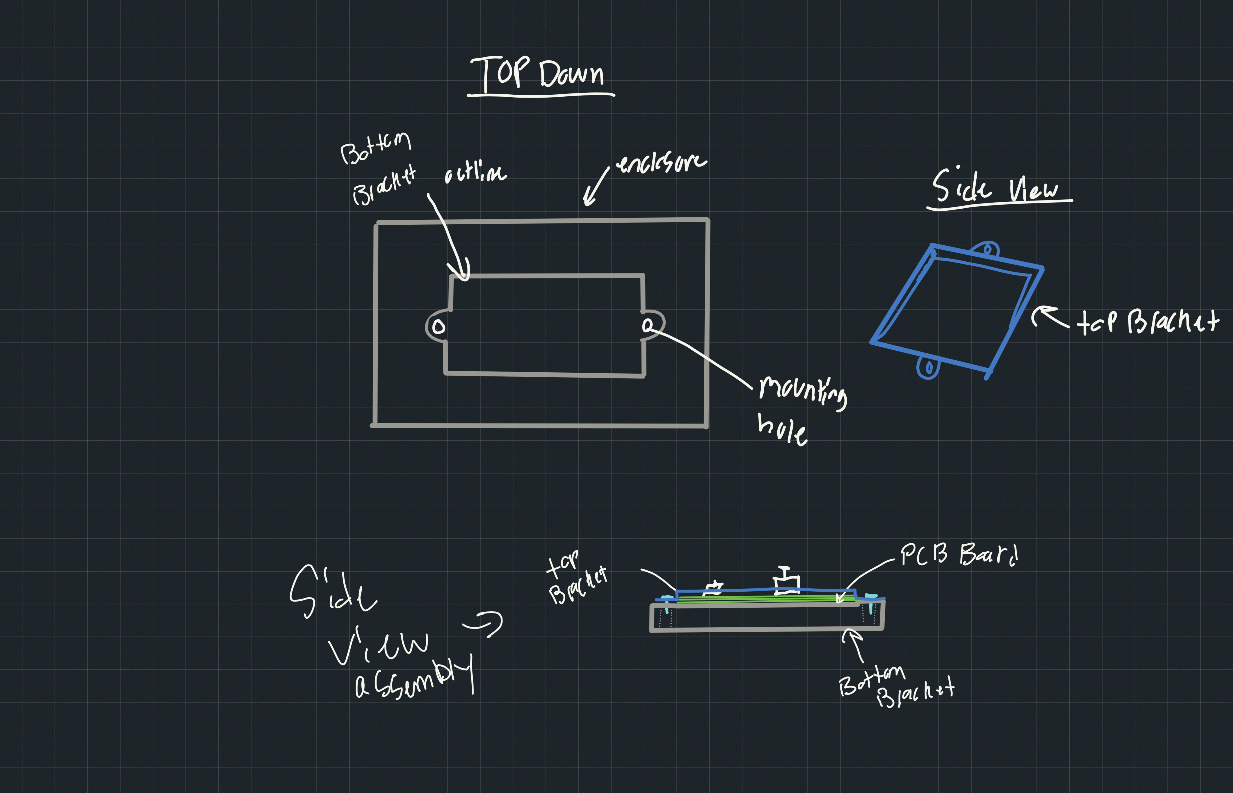 TOP Down
Bottom
Bracket outline
enclosure
Side View
top Bracket
mounting
hole
Side
View
assembly
top
Bracket
PCB Board
Bottom
Bracket